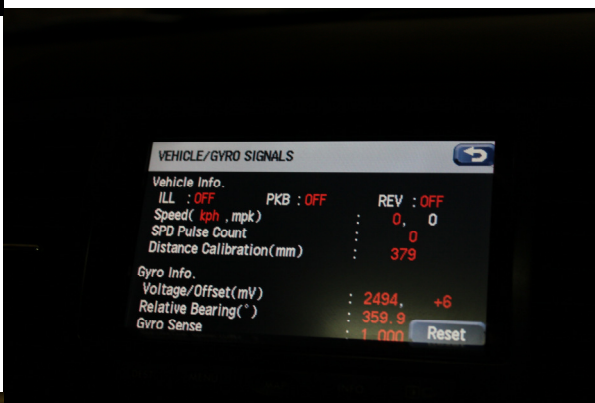 VEHICLE/GYRO SIGNALS
Vehicle Info.
ILL : OFF PKB : OFF REV : OFF
Speed( kph ,mpk) : 0, 0
SPD Pulse Count : 0
Distance Calibration(mm) : 379
Gyro Info.
Voltage/Offset(mV) : 2494, +6
Relative Bearing(°) : 359.9
Gyro Sense : 1.000
Reset